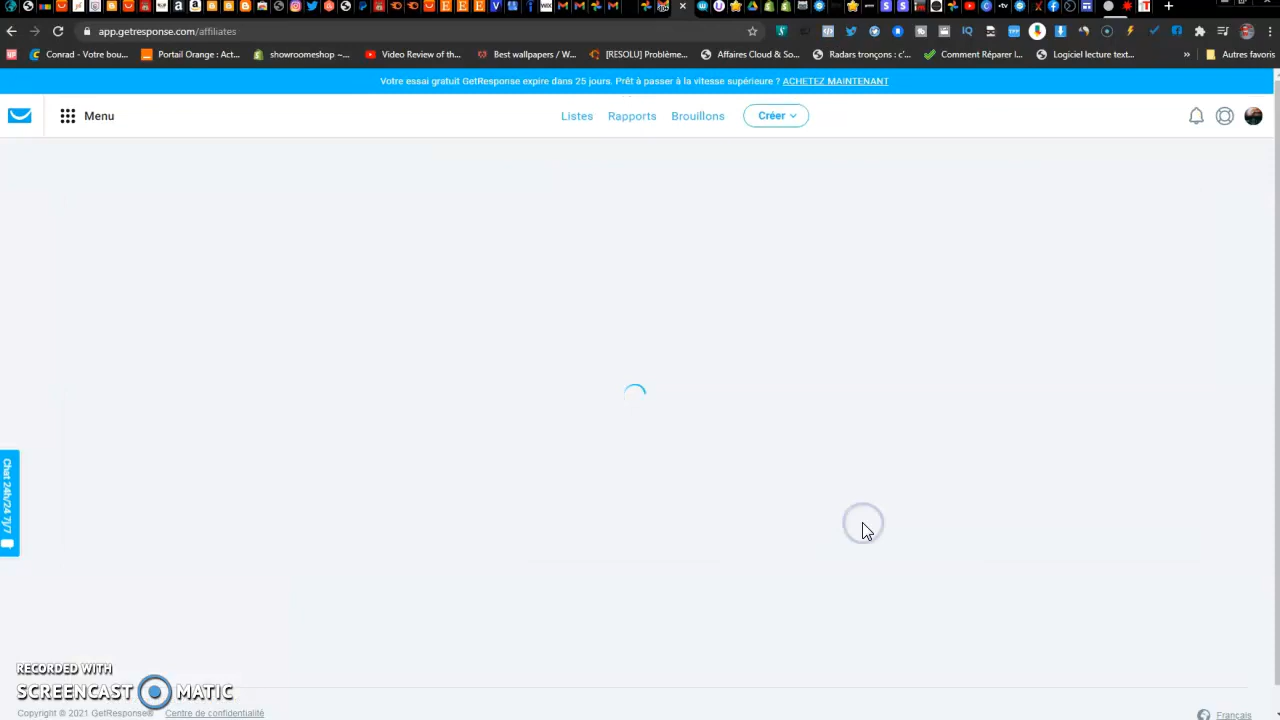 app.getresponse.com/affiliates
Conrad - Votre bou... Portail Orange : Act... showroomshop ~... Video Review of th... Best wallpapers / W... [RESOLU] Problème... Affaires Cloud & So... Radars tronçons : c'... Comment Réparer l... Logiciel lecture text... » Autres favoris
Votre essai gratuit GetResponse expire dans 25 jours. Prêt à passer à la vitesse supérieure ? ACHETEZ MAINTENANT
Menu Listes Rapports Brouillons Créer
Chat 24h/24 7j/7
RECORDED WITH
SCREENCAST MATIC
Copyright © 2021 GetResponse® Centre de confidentialité Français